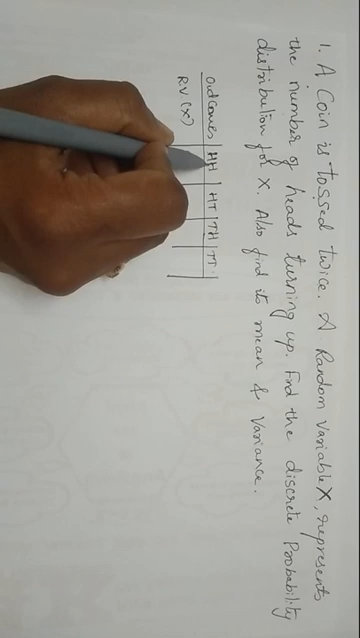 1. A Coin is tossed twice. A Random Variable X, represents
the number of heads turning up. Find the discrete Probability
distribution for X. Also find its mean & Variance.
outcomes | HH | HT | TH | TT
RV (X)